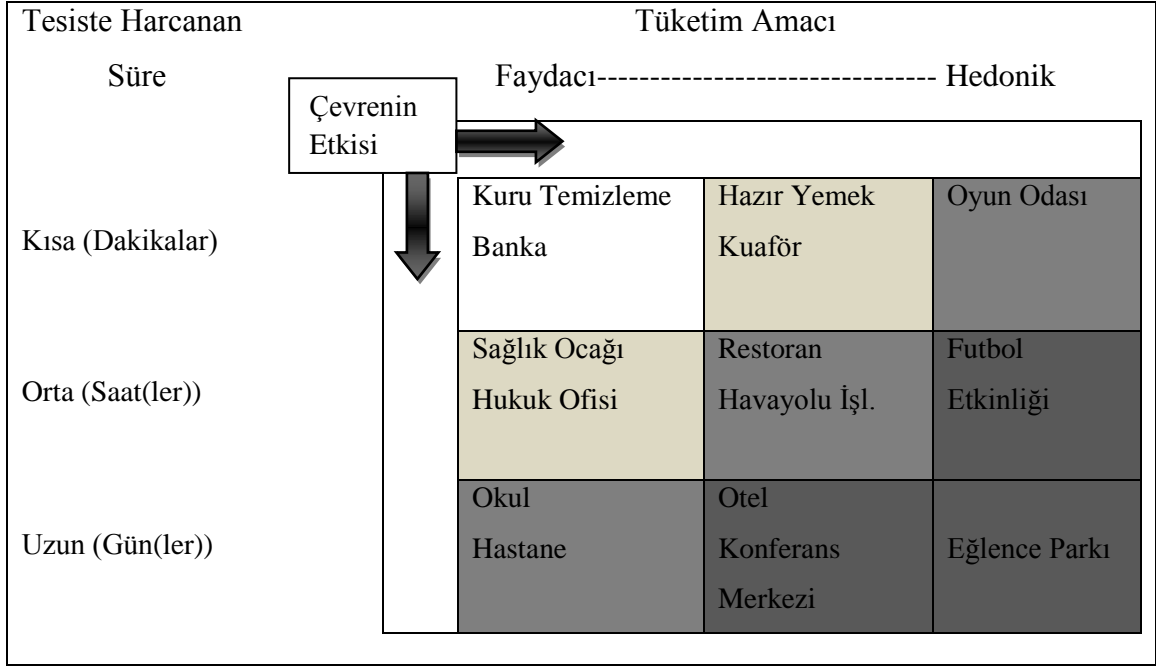 Tesiste Harcanan
Süre
Tüketim Amacı
Faydacı-------------------------------- Hedonik
Çevrenin
Etkisi
Kısa (Dakikalar)
Kuru Temizleme
Banka
Hazır Yemek
Kuaför
Oyun Odası
Orta (Saat(ler))
Sağlık Ocağı
Hukuk Ofisi
Restoran
Havayolu İşl.
Futbol
Etkinliği
Uzun (Gün(ler))
Okul
Hastane
Otel
Konferans
Merkezi
Eğlence Parkı